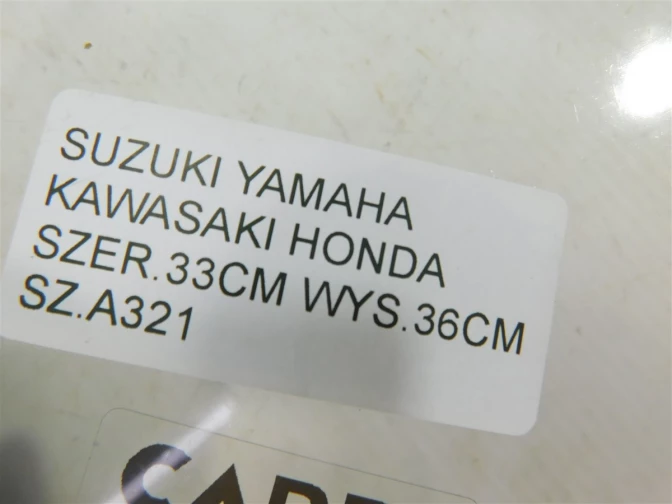 SUZUKI YAMAHA
KAWASAKI HONDA
SZER.33CM WYS.36CM
SZ.A321